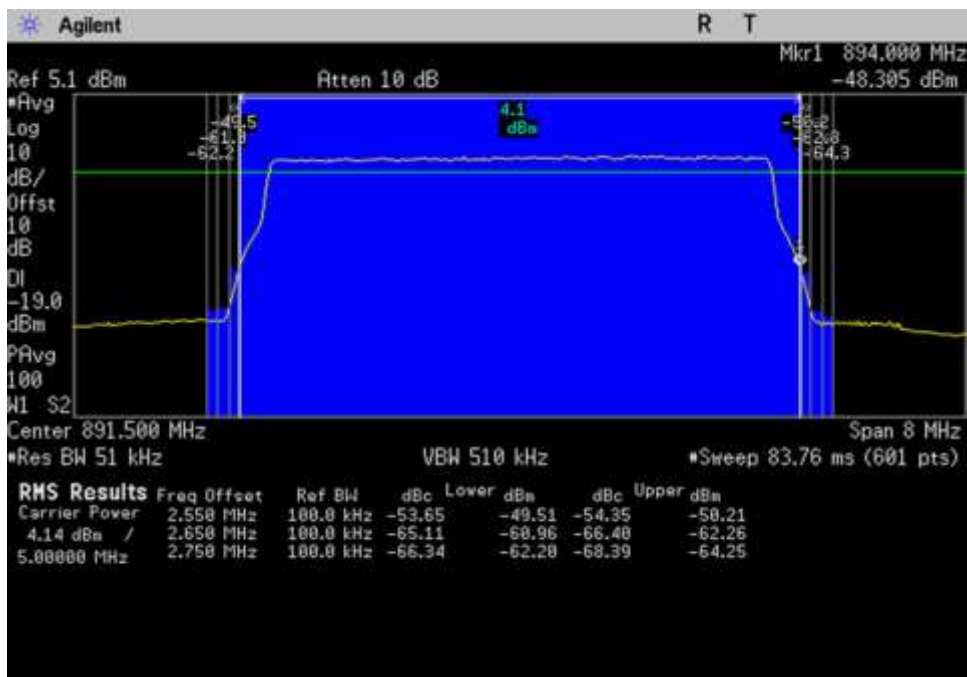 Agilent R T
Mkr1 894.000 MHz
Ref 5.1 dBm Atten 10 dB -48.305 dBm
#Avg
Log
10
dB/
Offst
10
dB
DI
-19.0
dBm
PAvg
100
W1 S2
4.1
dBm
-49.5
-62.2
-64.3
Center 891.500 MHz Span 8 MHz
#Res BW 51 kHz VBW 510 kHz #Sweep 83.76 ms (601 pts)
RMS Results Freq Offset Ref BW dBc Lower dBm dBc Upper dBm
Carrier Power 2.550 MHz 100.0 kHz -53.65 -49.51 -54.35 -50.21
4.14 dBm / 2.650 MHz 100.0 kHz -65.11 -60.96 -66.40 -62.26
5.00000 MHz 2.750 MHz 100.0 kHz -66.34 -62.20 -68.39 -64.25